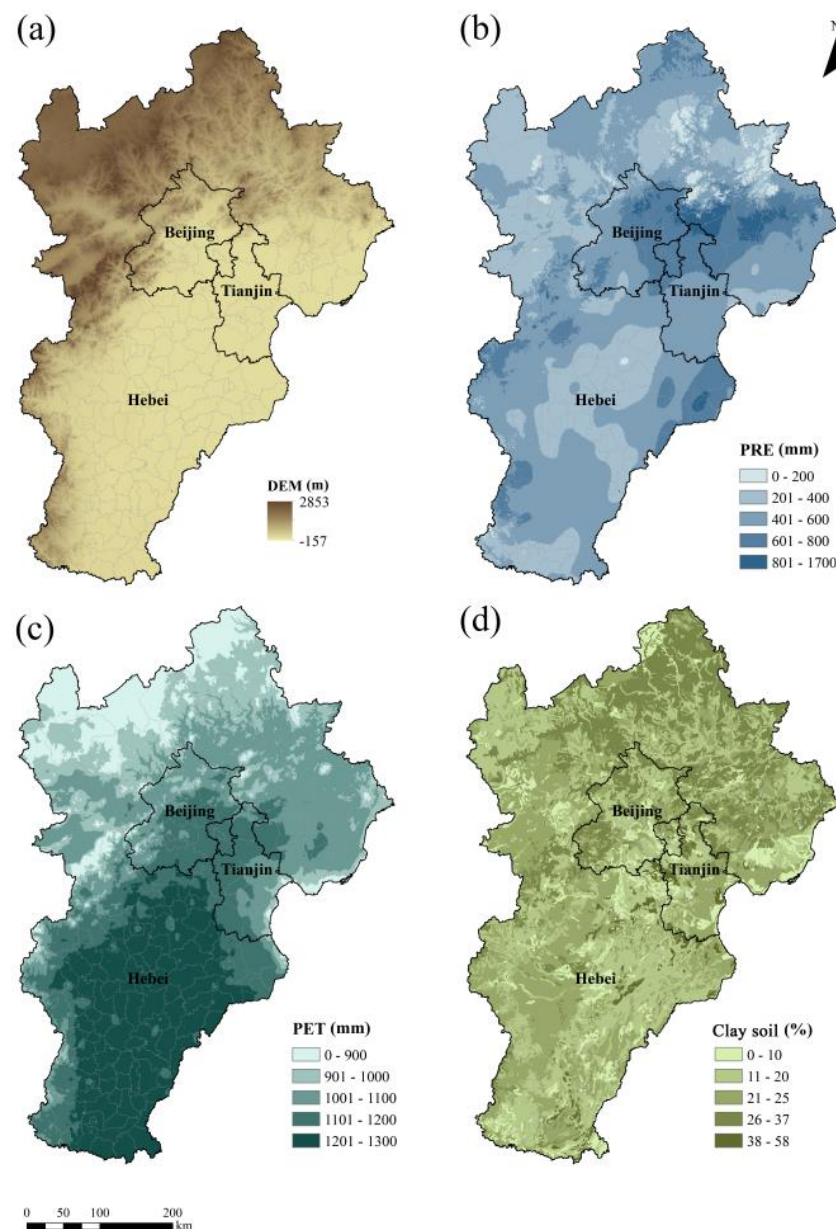 (a)
Beijing
Tianjin
Hebei
DEM (m)
2853
-157
(b)
N
Beijing
Tianjin
Hebei
PRE (mm)
0 - 200
201 - 400
401 - 600
601 - 800
801 - 1700
(c)
Beijing
Tianjin
Hebei
PET (mm)
0 - 900
901 - 1000
1001 - 1100
1101 - 1200
1201 - 1300
(d)
Beijing
Tianjin
Hebei
Clay soil (%)
0 - 10
11 - 20
21 - 25
26 - 37
38 - 58
0 50 100 200
km